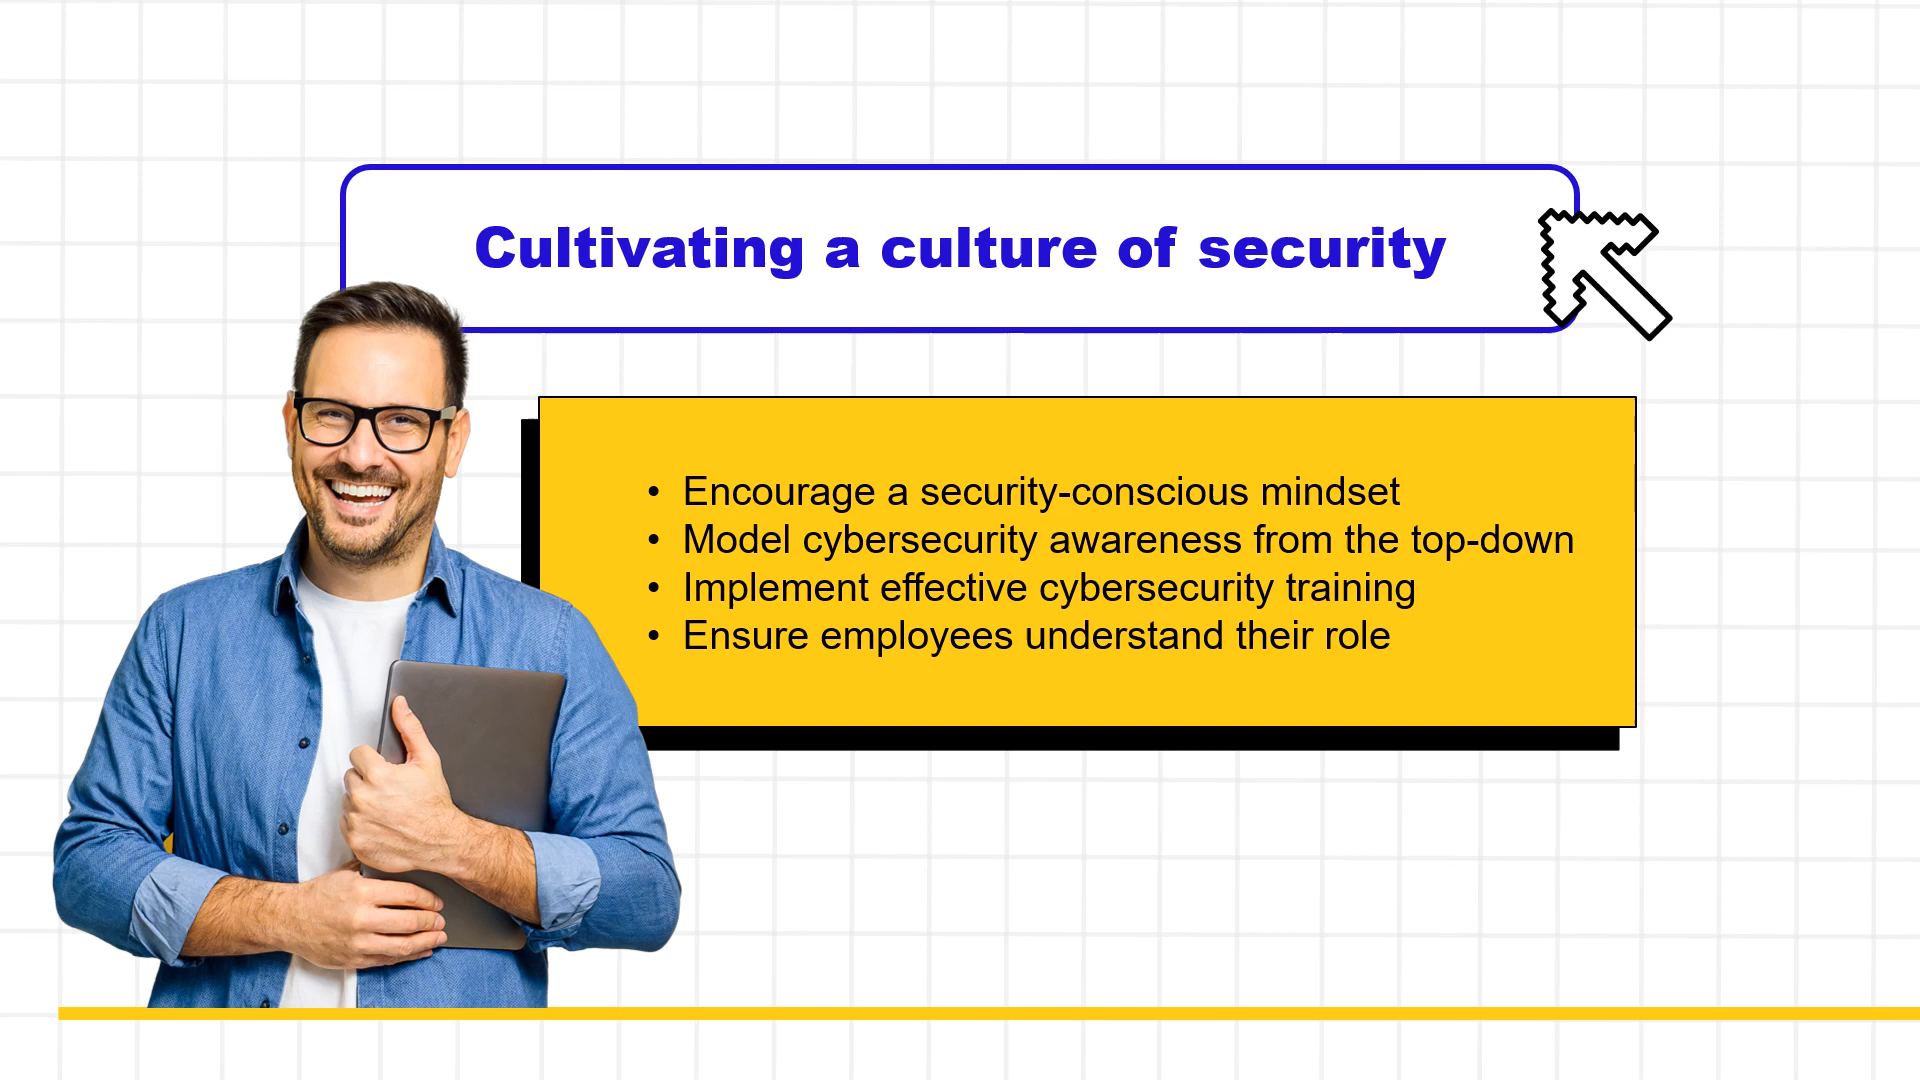 Cultivating a culture of security
• Encourage a security-conscious mindset
• Model cybersecurity awareness from the top-down
• Implement effective cybersecurity training
• Ensure employees understand their role